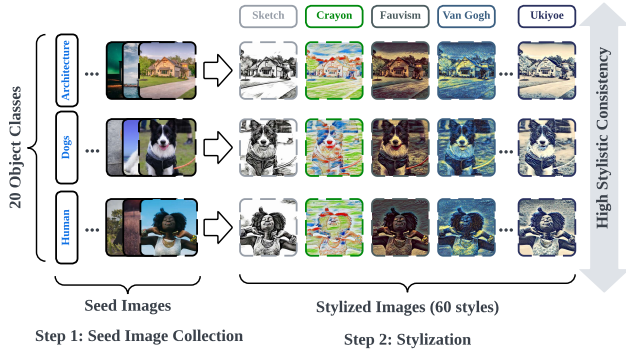 Sketch
Crayon
Fauvism
Van Gogh
Ukiyoe
20 Object Classes
Architecture
...
...
Dogs
...
...
Human
...
...
High Stylistic Consistency
Seed Images
Stylized Images (60 styles)
Step 1: Seed Image Collection
Step 2: Stylization